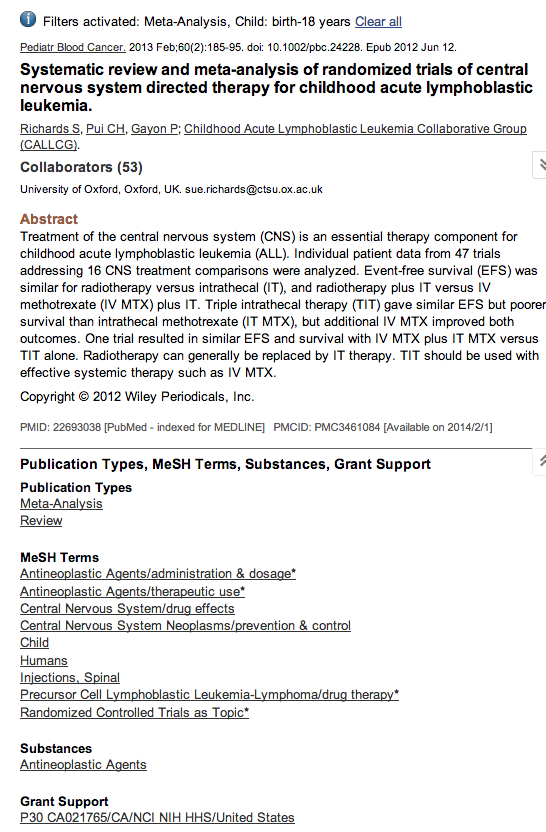 Filters activated: Meta-Analysis, Child: birth-18 years Clear all
Pediatr Blood Cancer. 2013 Feb;60(2):185-95. doi: 10.1002/pbc.24228. Epub 2012 Jun 12.
Systematic review and meta-analysis of randomized trials of central
nervous system directed therapy for childhood acute lymphoblastic
leukemia.
Richards S, Pui CH, Gayon P; Childhood Acute Lymphoblastic Leukemia Collaborative Group
(CALLCG).
Collaborators (53)
University of Oxford, Oxford, UK. sue.richards@ctsu.ox.ac.uk
Abstract
Treatment of the central nervous system (CNS) is an essential therapy component for
childhood acute lymphoblastic leukemia (ALL). Individual patient data from 47 trials
addressing 16 CNS treatment comparisons were analyzed. Event-free survival (EFS) was
similar for radiotherapy versus intrathecal (IT), and radiotherapy plus IT versus IV
methotrexate (IV MTX) plus IT. Triple intrathecal therapy (TIT) gave similar EFS but poorer
survival than intrathecal methotrexate (IT MTX), but additional IV MTX improved both
outcomes. One trial resulted in similar EFS and survival with IV MTX plus IT MTX versus
TIT alone. Radiotherapy can generally be replaced by IT therapy. TIT should be used with
effective systemic therapy such as IV MTX.
Copyright © 2012 Wiley Periodicals, Inc.
PMID: 22693038 [PubMed - indexed for MEDLINE] PMCID: PMC3461084 [Available on 2014/2/1]
Publication Types, MeSH Terms, Substances, Grant Support
Publication Types
Meta-Analysis
Review
MeSH Terms
Antineoplastic Agents/administration & dosage*
Antineoplastic Agents/therapeutic use*
Central Nervous System/drug effects
Central Nervous System Neoplasms/prevention & control
Child
Humans
Injections, Spinal
Precursor Cell Lymphoblastic Leukemia-Lymphoma/drug therapy*
Randomized Controlled Trials as Topic*
Substances
Antineoplastic Agents
Grant Support
P30 CA021765/CA/NCI NIH HHS/United States